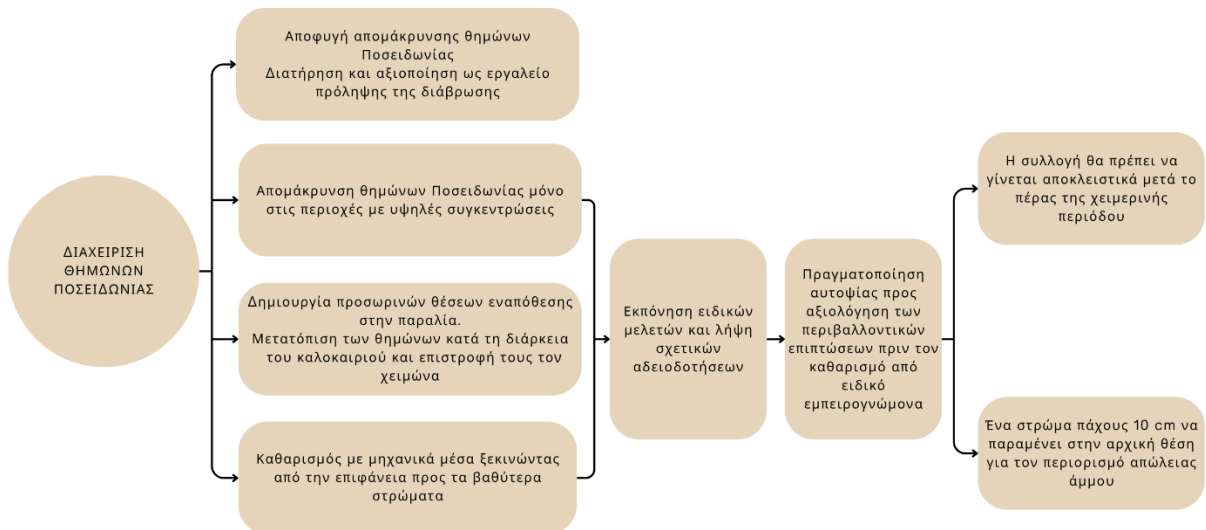 ΔΙΑΧΕΙΡΙΣΗ
ΘΗΜΩΝΩΝ
ΠΟΣΕΙΔΩΝΙΑΣ
Αποφυγή απομάκρυνσης θημώνων
Ποσειδωνίας
Διατήρηση και αξιοποίηση ως εργαλείο
πρόληψης της διάβρωσης
Απομάκρυνση θημώνων Ποσειδωνίας μόνο
στις περιοχές με υψηλές συγκεντρώσεις
Δημιουργία προσωρινών θέσεων εναπόθεσης
στην παραλία.
Μετατόπιση των θημώνων κατά τη διάρκεια
του καλοκαιριού και επιστροφή τους τον
χειμώνα
Καθαρισμός με μηχανικά μέσα ξεκινώντας
από την επιφάνεια προς τα βαθύτερα
στρώματα
Εκπόνηση ειδικών
μελετών και λήψη
σχετικών
αδειοδοτήσεων
Πραγματοποίηση
αυτοψίας προς
αξιολόγηση των
περιβαλλοντικών
επιπτώσεων πριν τον
καθαρισμό από
ειδικό
εμπειρογνώμονα
Η συλλογή θα πρέπει να
γίνεται αποκλειστικά μετά το
πέρας της χειμερινής
περιόδου
Ένα στρώμα πάχους 10 cm να
παραμένει στην αρχική θέση
για τον περιορισμό απώλειας
άμμου